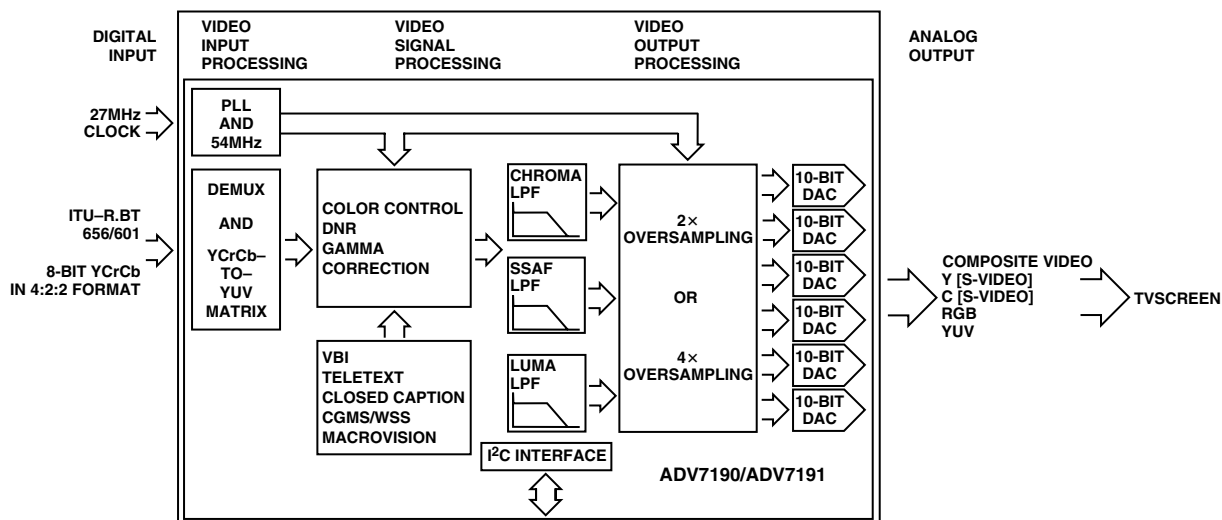 DIGITAL
INPUT
VIDEO
INPUT
PROCESSING
VIDEO
SIGNAL
PROCESSING
VIDEO
OUTPUT
PROCESSING
ANALOG
OUTPUT
27MHz
CLOCK
PLL
AND
54MHz
ITU–R.BT
656/601
8-BIT YCrCb
IN 4:2:2 FORMAT
DEMUX
AND
YCrCb–
TO–
YUV
MATRIX
COLOR CONTROL
DNR
GAMMA
CORRECTION
VBI
TELETEXT
CLOSED CAPTION
CGMS/WSS
MACROVISION
CHROMA
LPF
SSAF
LPF
LUMA
LPF
I²C INTERFACE
2×
OVERSAMPLING
OR
4×
OVERSAMPLING
10-BIT
DAC
10-BIT
DAC
10-BIT
DAC
10-BIT
DAC
10-BIT
DAC
10-BIT
DAC
ADV7190/ADV7191
COMPOSITE VIDEO
Y [S-VIDEO]
C [S-VIDEO]
RGB
YUV
TVSCREEN